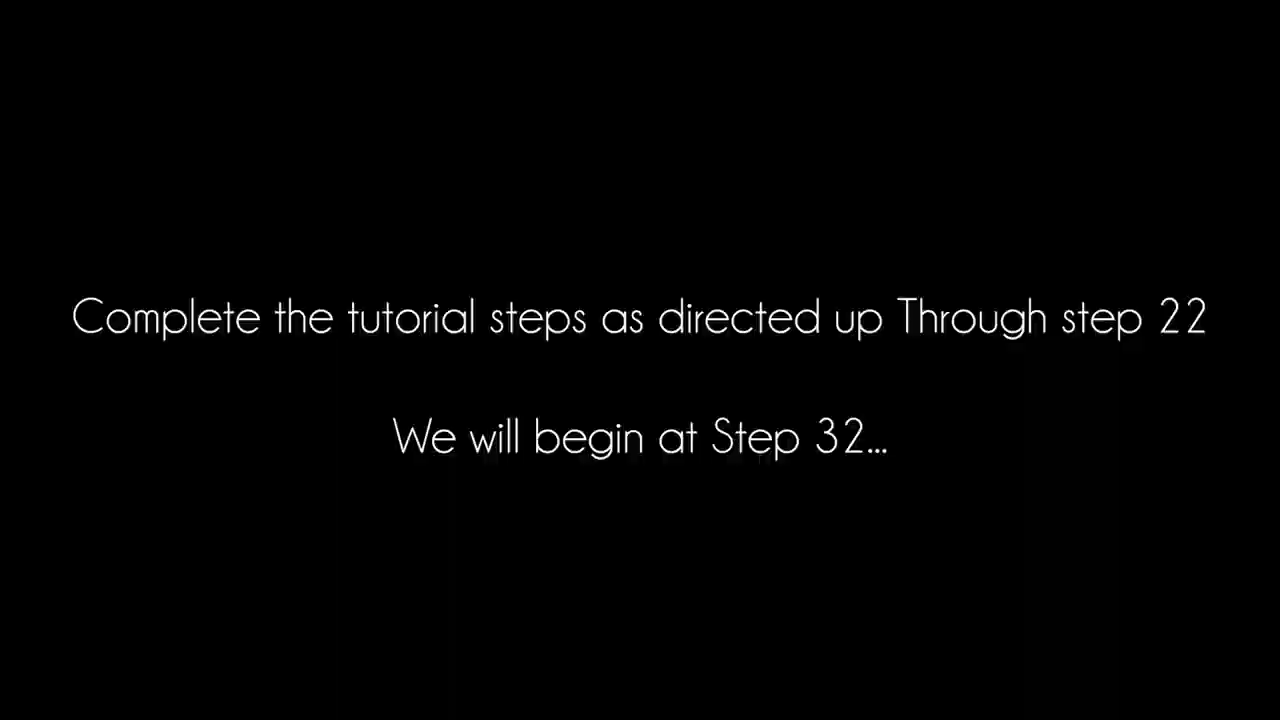 Complete the tutorial steps as directed up Through step 22
We will begin at Step 32...